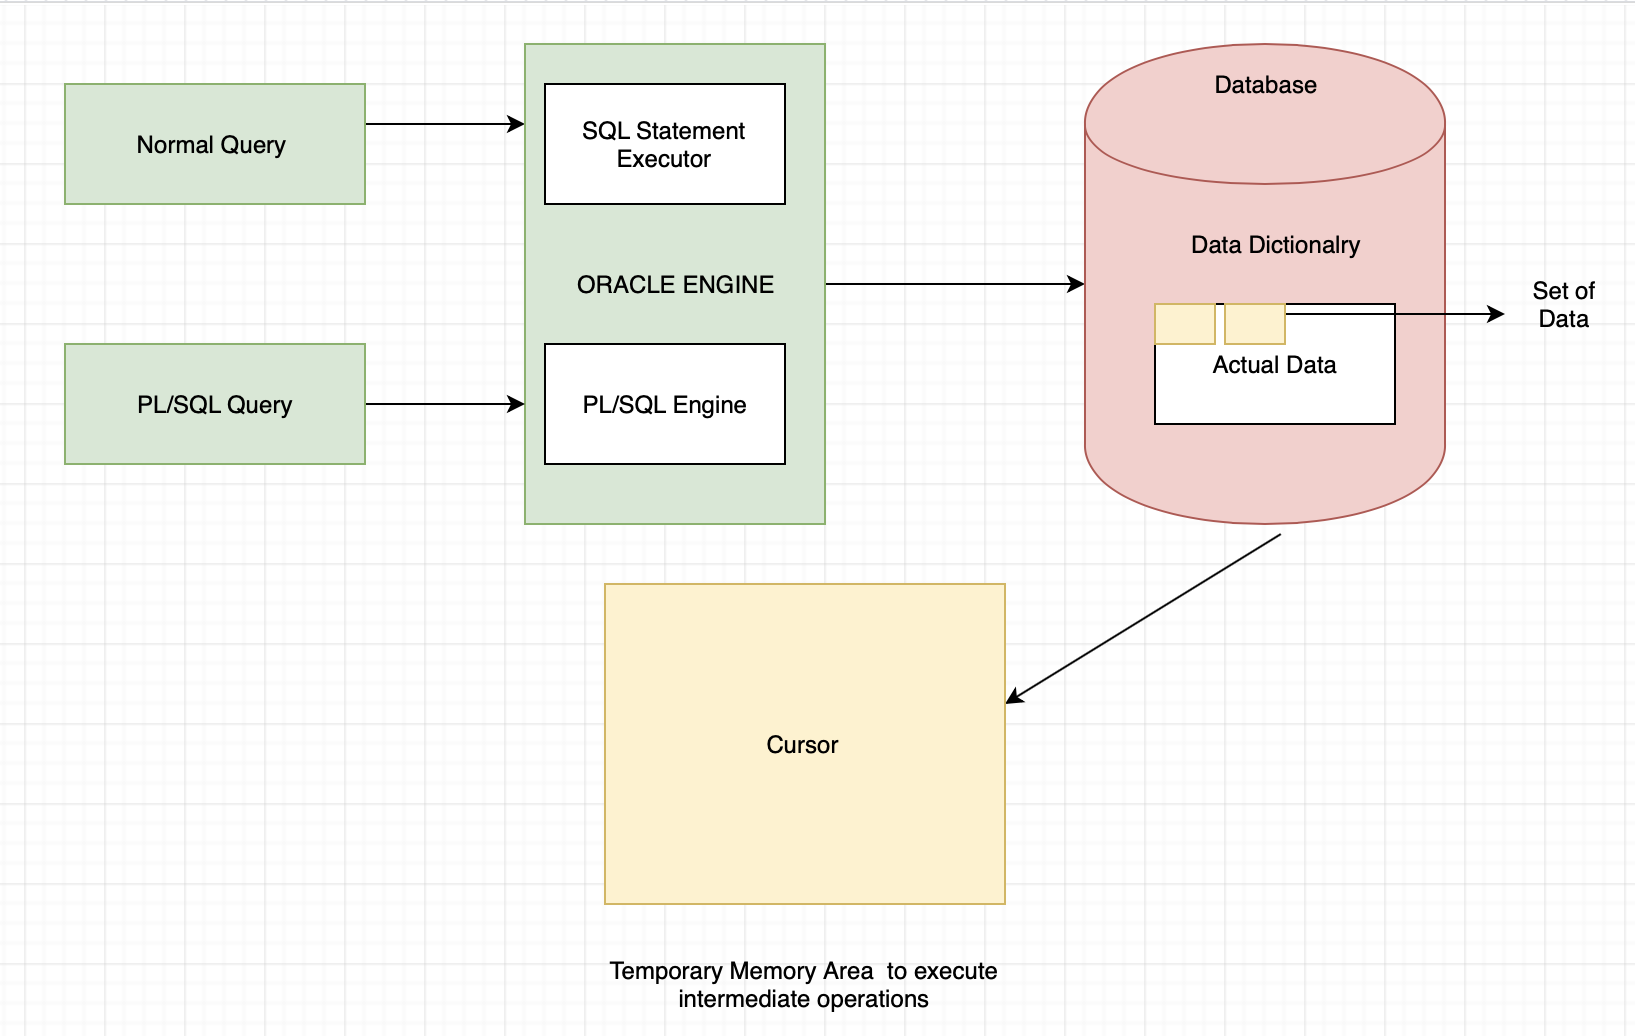 Normal Query
SQL Statement
Executor
ORACLE ENGINE
PL/SQL Query
PL/SQL Engine
Database
Data Dictionalry
Actual Data
Set of
Data
Cursor
Temporary Memory Area  to execute
intermediate operations